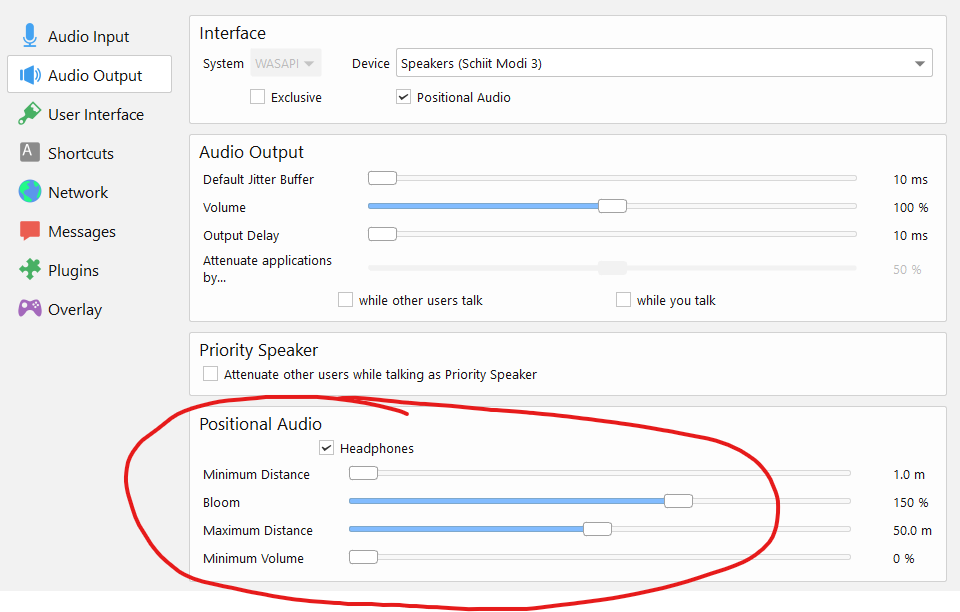 Audio Input
Audio Output
User Interface
Shortcuts
Network
Messages
Plugins
Overlay
Interface
System WASAPI Device Speakers (Schiit Modi 3)
Exclusive Positional Audio
Audio Output
Default Jitter Buffer 10 ms
Volume 100 %
Output Delay 10 ms
Attenuate applications
by... 50 %
while other users talk while you talk
Priority Speaker
Attenuate other users while talking as Priority Speaker
Positional Audio
Headphones
Minimum Distance 1.0 m
Bloom 150 %
Maximum Distance 50.0 m
Minimum Volume 0 %